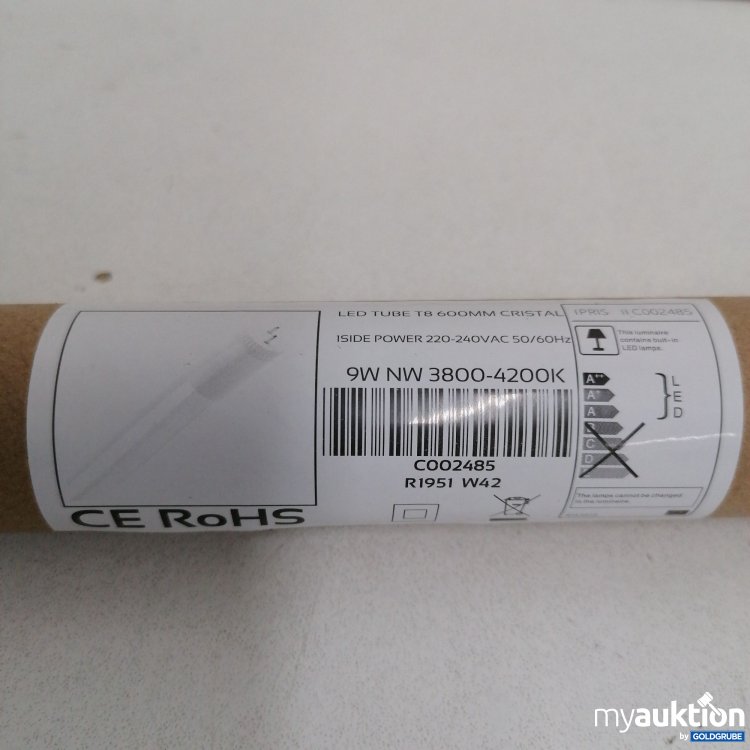 LED TUBE T8 600MM CRISTAL
ISIDE POWER 220-240VAC 50/60Hz
9W NW 3800-4200K
C002485
R1951 W42
CE RoHS
IPRIS II C002485
This luminaire
contains built-in
LED lamps.
A++
A+
A
B
C
D
L
E
D
The lamps cannot be changed
in the luminaire.
myauktion
by GOLDGRUBE